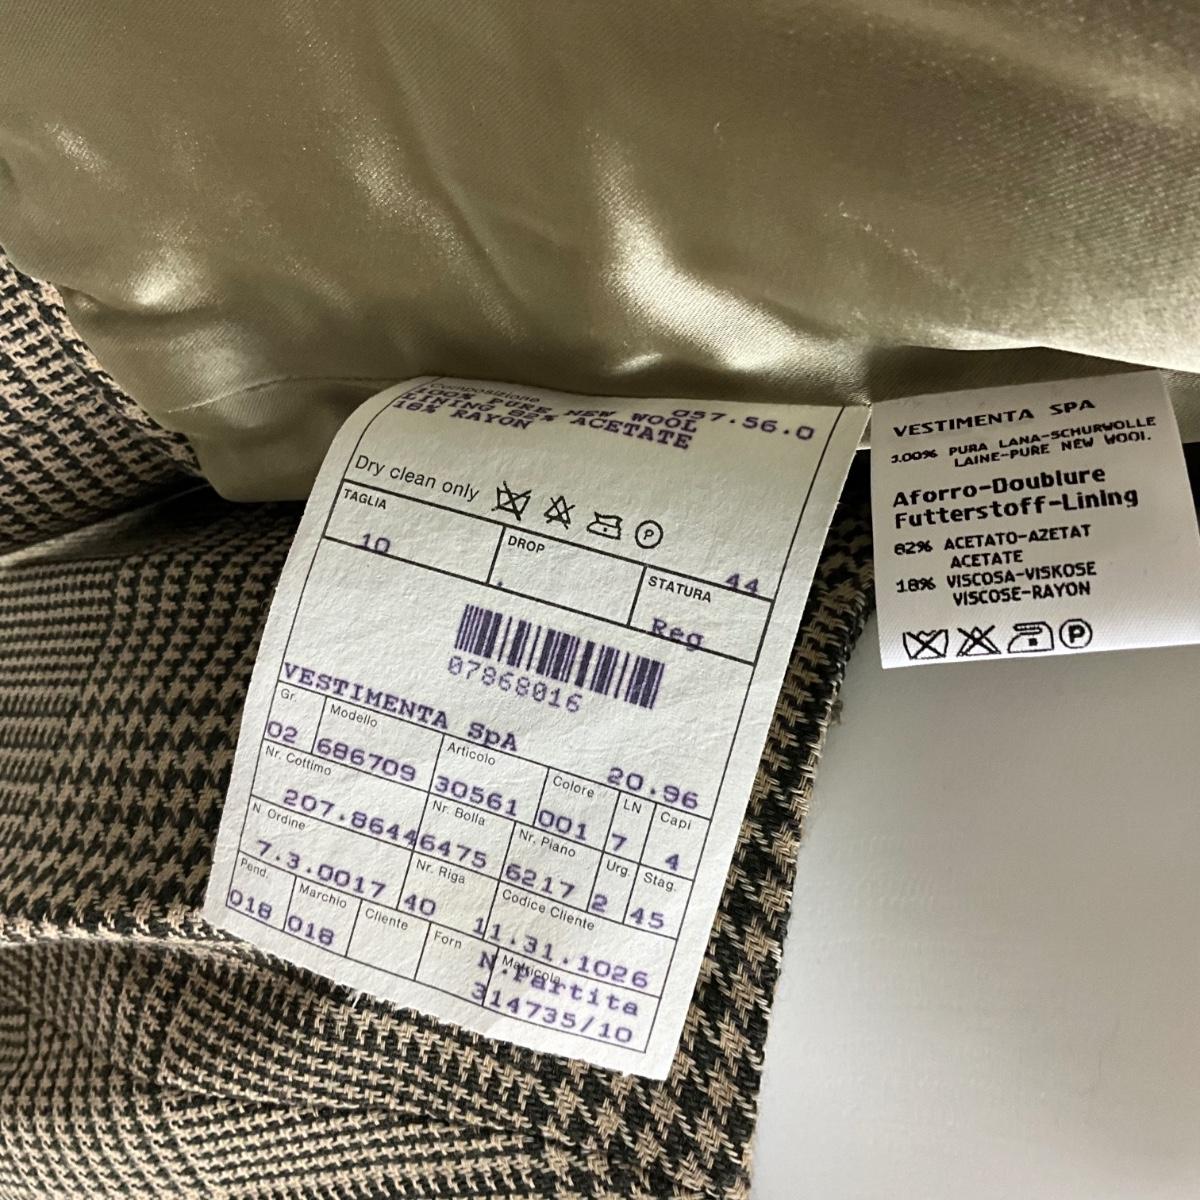 Composizione
057.56.0
100% PURE NEW WOOL
LINING 82% ACETATE
18% RAYON
Dry clean only
P
TAGLIA
10
DROP
STATURA
44
Reg
07868016
VESTIMENTA SpA
20.96
Gr. Modello Articolo Colore LN Capi
02 686709 30561 001 7 4
Nr. Cottimo Nr. Bolla Nr. Piano Urg. Stag.
207.8644 6475 6217 2 45
N. Ordine Nr. Riga Codice Cliente
7.3.0017 40 11.31.1026
Pend. Marchio Cliente Forn Matricola
018 018
N.Partita
314735/10
VESTIMENTA SPA
100% PURA LANA-SCHURWOLLE
LAINE-PURE NEW WOOL
Aforro-Doublure
Futterstoff-Lining
82% ACETATO-AZETAT
ACETATE
18% VISCOSA-VISKOSE
VISCOSE-RAYON
P